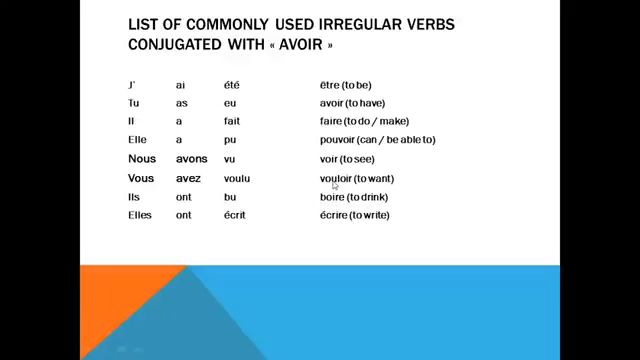 LIST OF COMMONLY USED IRREGULAR VERBS
CONJUGATED WITH « AVOIR »
J' ai été être (to be)
Tu as eu avoir (to have)
Il a fait faire (to do / make)
Elle a pu pouvoir (can / be able to)
Nous avons vu voir (to see)
Vous avez voulu vouloir (to want)
Ils ont bu boire (to drink)
Elles ont écrit écrire (to write)